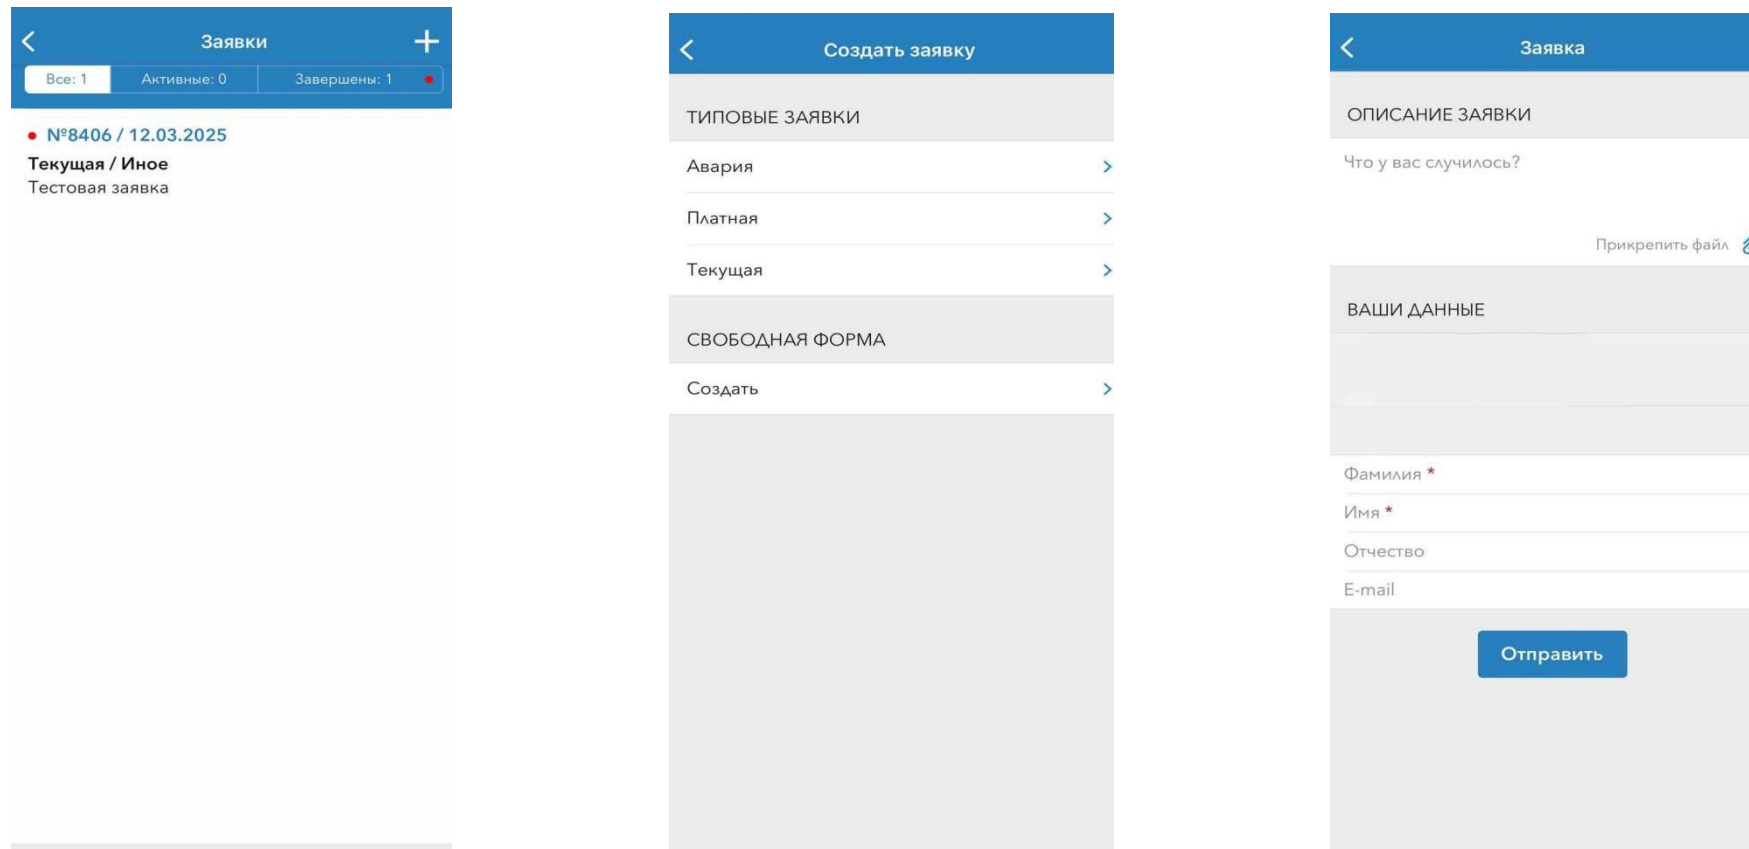 Заявки
Все: 1
Активные: 0
Завершены: 1
№8406 / 12.03.2025
Текущая / Иное
Тестовая заявка
Создать заявку
ТИПОВЫЕ ЗАЯВКИ
Авария
Платная
Текущая
СВОБОДНАЯ ФОРМА
Создать
Заявка
ОПИСАНИЕ ЗАЯВКИ
Что у вас случилось?
Прикрепить файл
ВАШИ ДАННЫЕ
Фамилия *
Имя *
Отчество
E-mail
Отправить